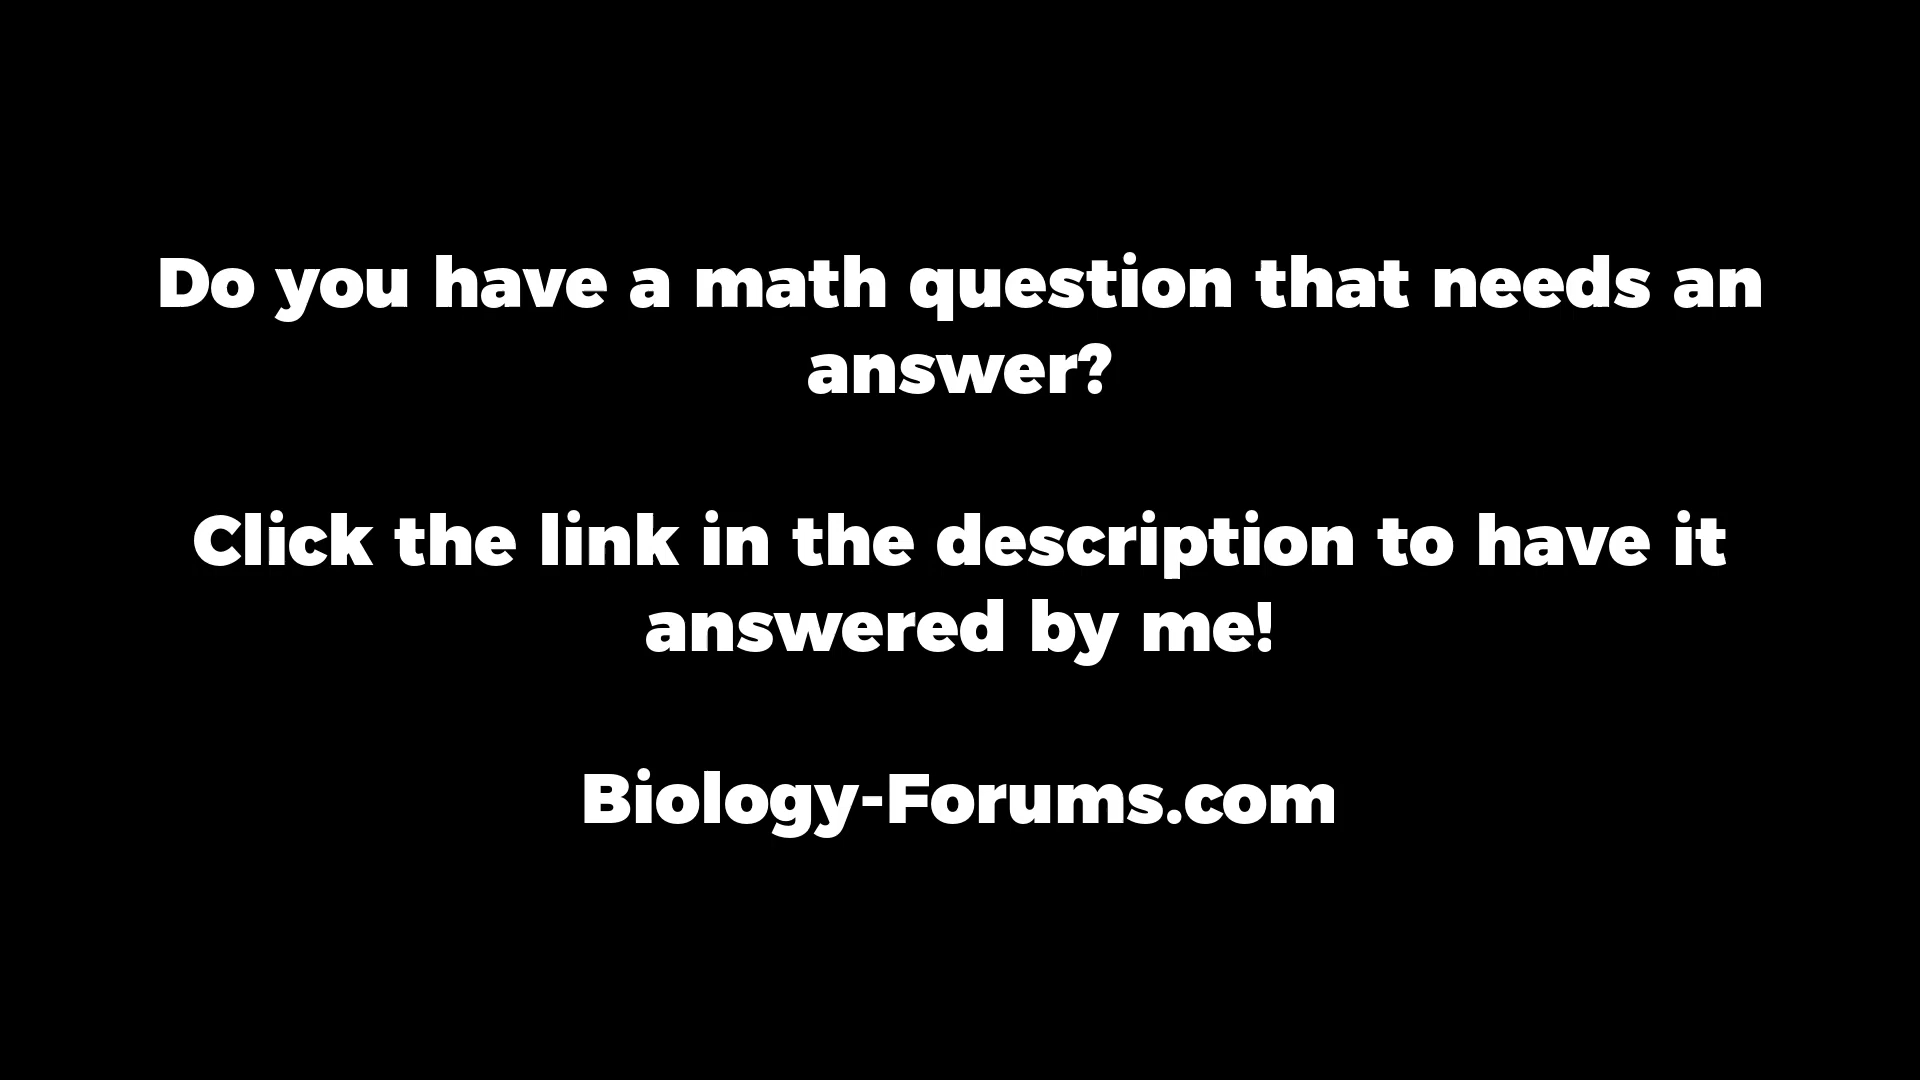 Do you have a math question that needs an
answer?
Click the link in the description to have it
answered by me!
Biology-Forums.com